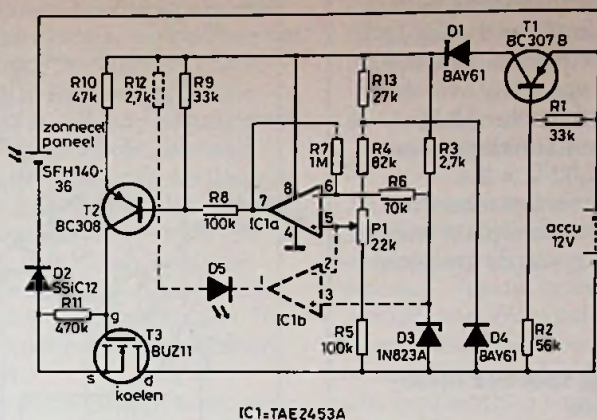 T1
BC307B
D1
BAY61
R10
47k
R12
2,7k
R9
33k
R13
27k
R1
33k
zonnecel
paneel
SFH140-
36
R7
1M
R4
82k
R3
2,7k
8
T2
BC308
R8
100k
7
IC1a
6
5
4
R6
10k
P1
22k
accu
12V
D2
SSiC12
D5
1
2
3
IC1b
R11
470k
g
T3
BUZ11
s
d
koelen
R5
100k
D3
1N823A
D4
BAY61
R2
56k
IC1=TAE2453A